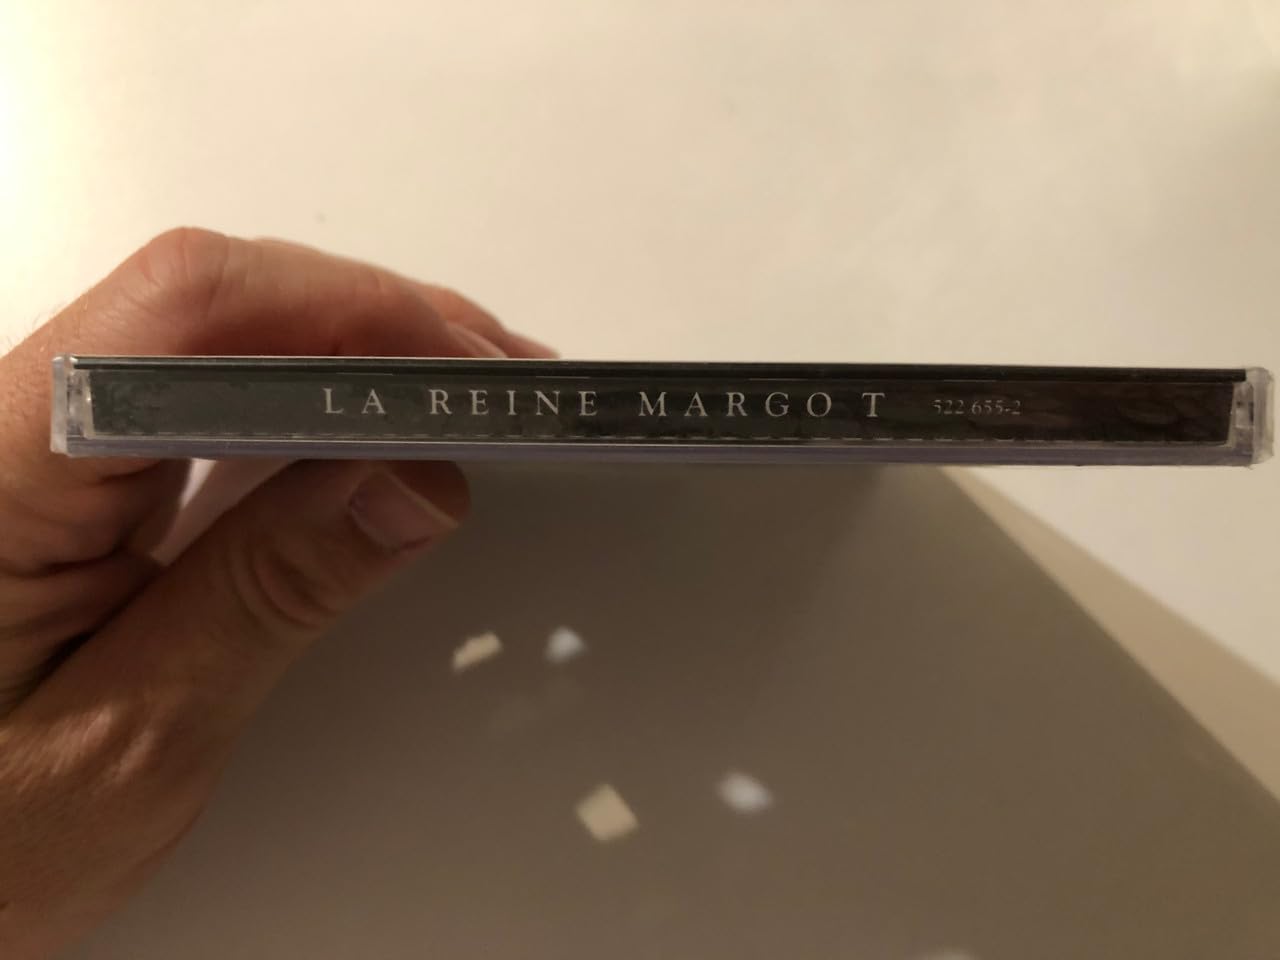 LA REINE MARGOT 522 655-2